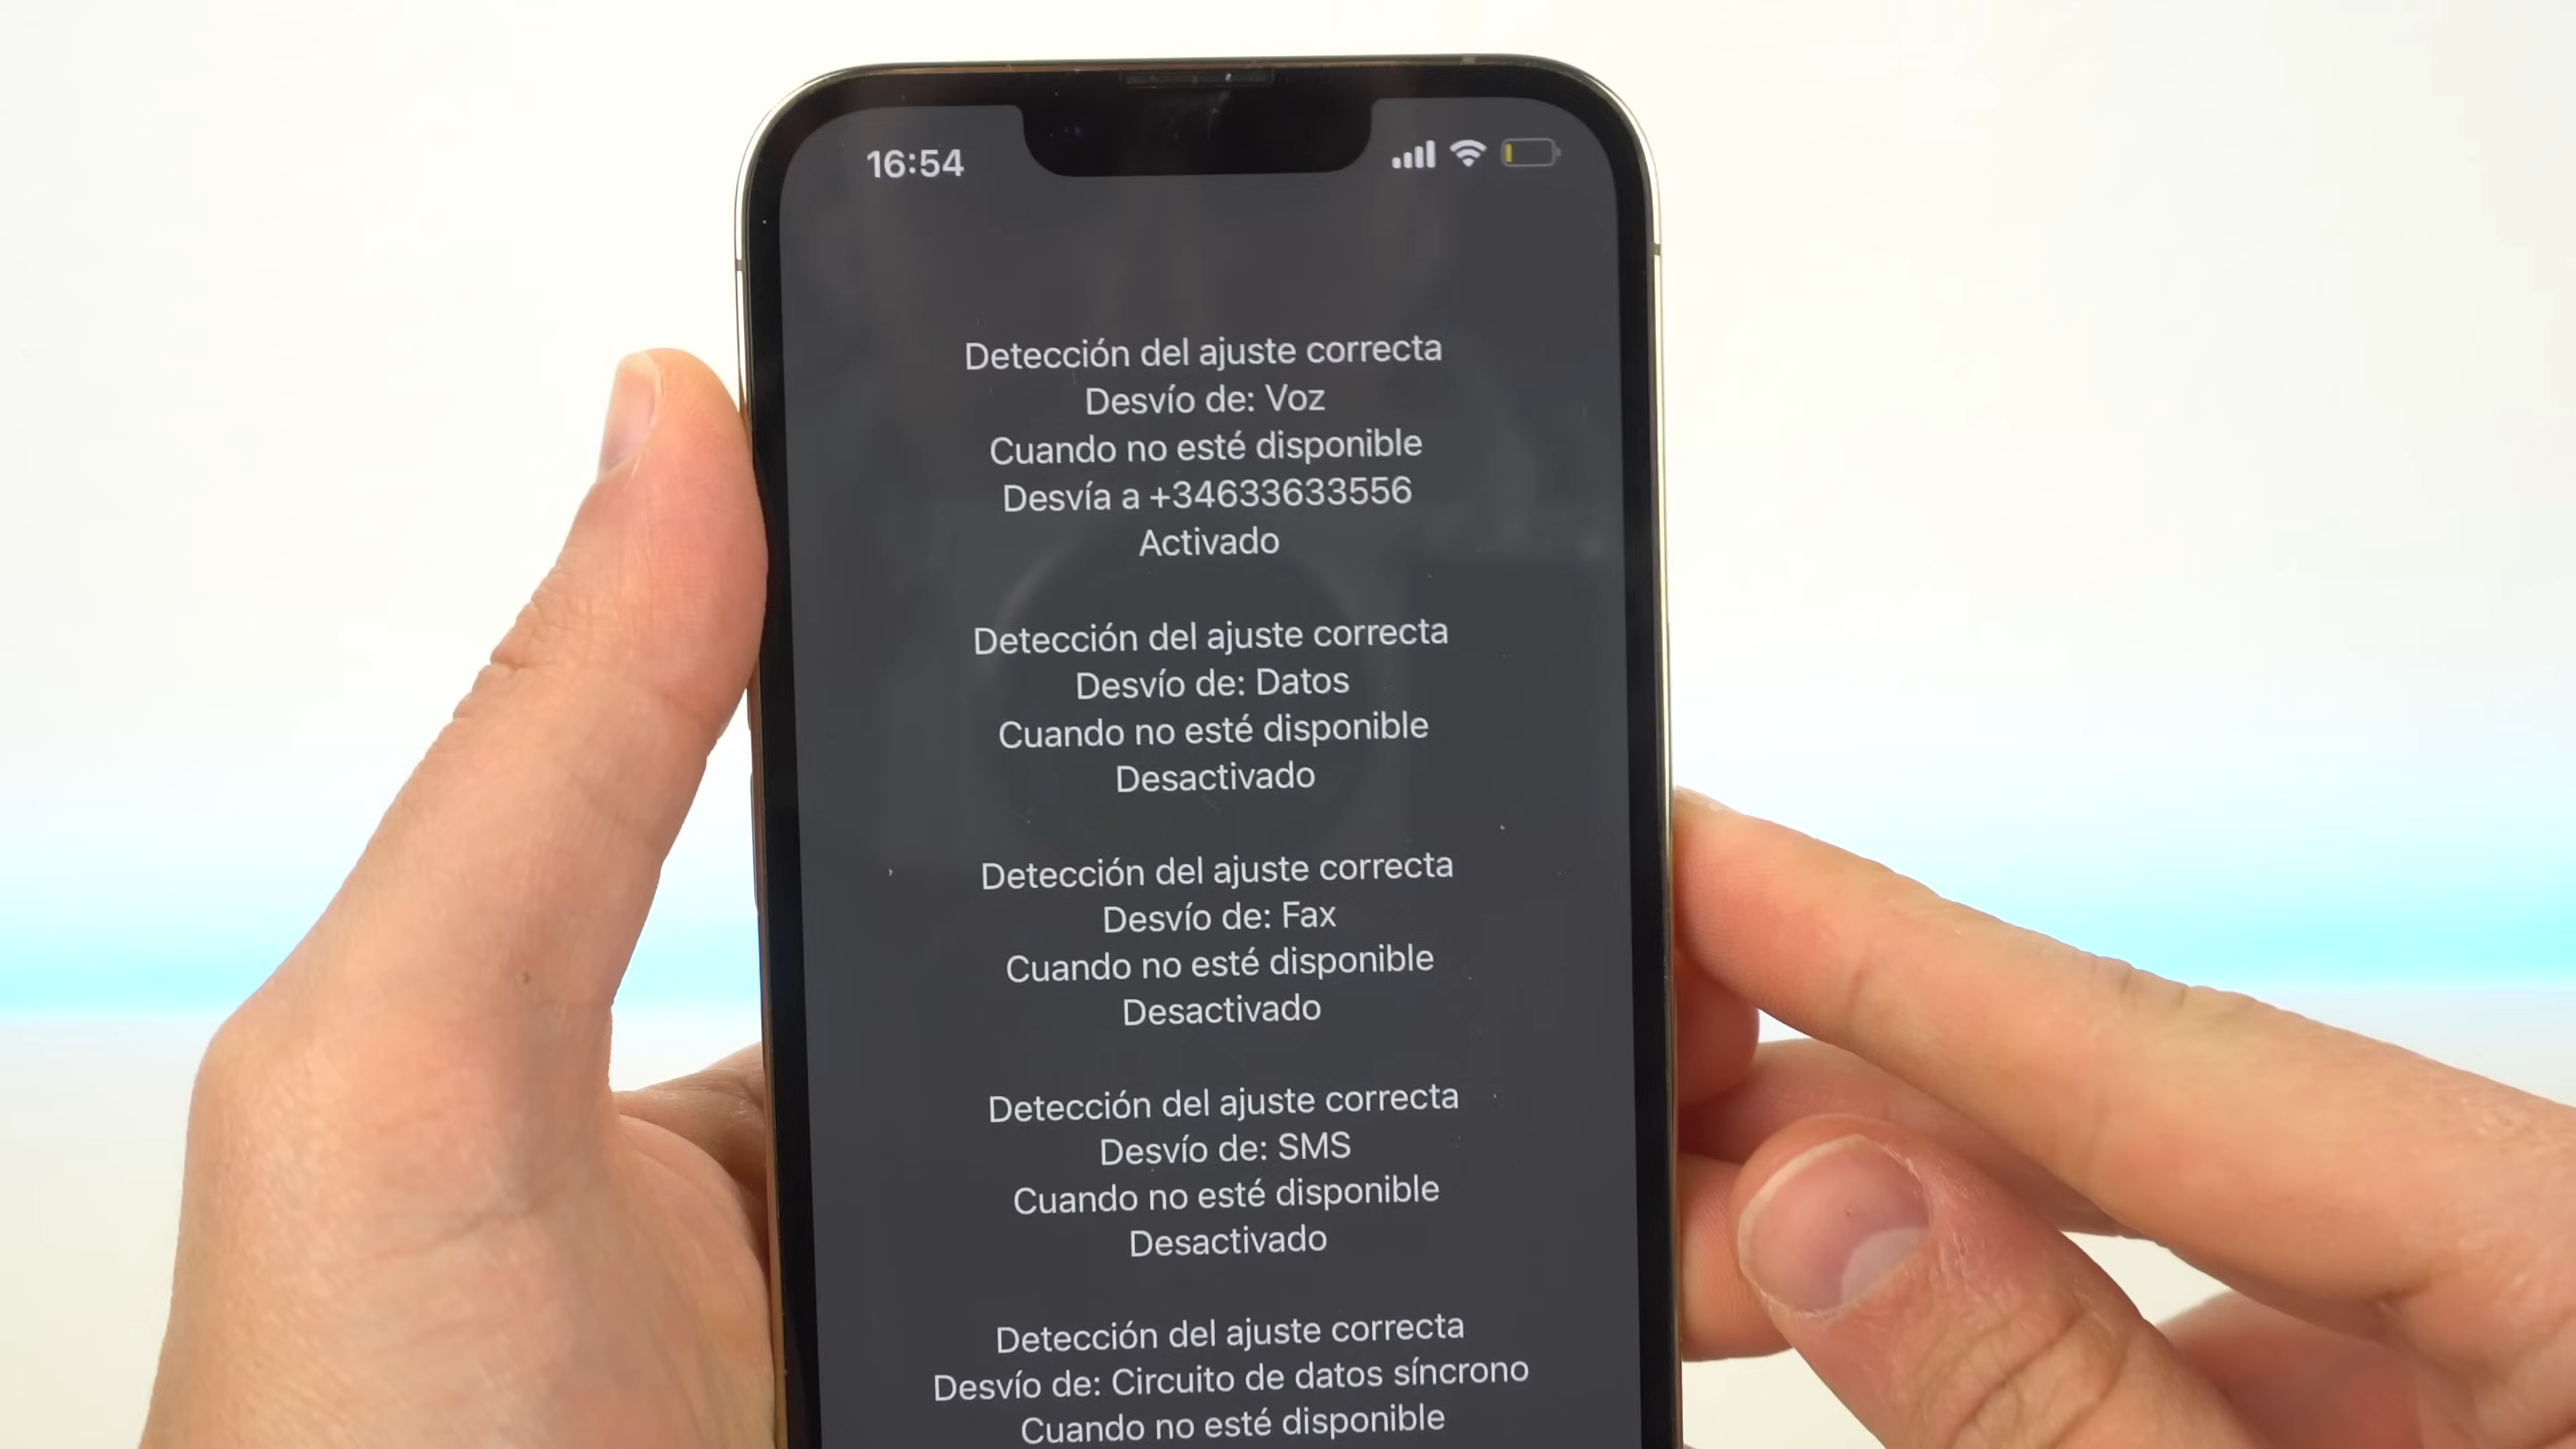 16:54
Detección del ajuste correcta
Desvío de: Voz
Cuando no esté disponible
Desvía a +34633633556
Activado
Detección del ajuste correcta
Desvío de: Datos
Cuando no esté disponible
Desactivado
Detección del ajuste correcta
Desvío de: Fax
Cuando no esté disponible
Desactivado
Detección del ajuste correcta
Desvío de: SMS
Cuando no esté disponible
Desactivado
Detección del ajuste correcta
Desvío de: Circuito de datos síncrono
Cuando no esté disponible